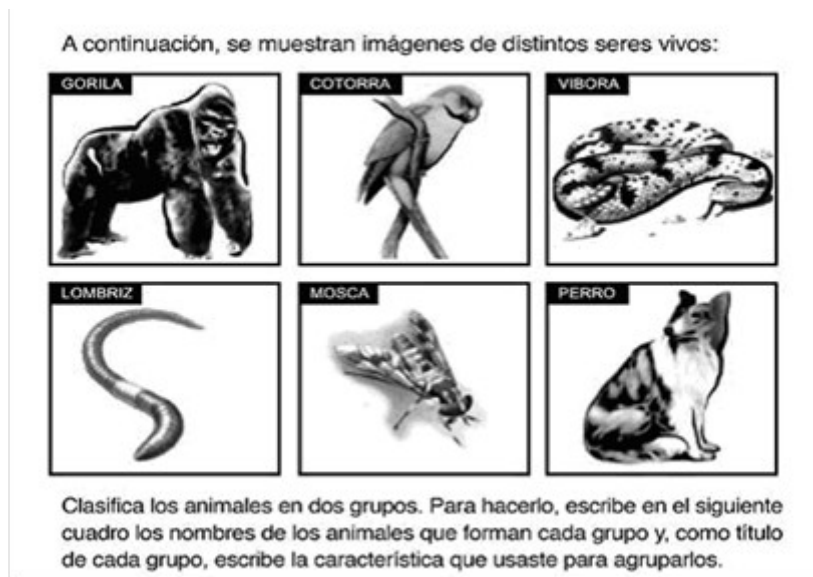 A continuación, se muestran imágenes de distintos seres vivos:
GORILA
COTORRA
VIBORA
LOMBRIZ
MOSCA
PERRO
Clasifica los animales en dos grupos. Para hacerlo, escribe en el siguiente
cuadro los nombres de los animales que forman cada grupo y, como título
de cada grupo, escribe la característica que usaste para agruparlos.